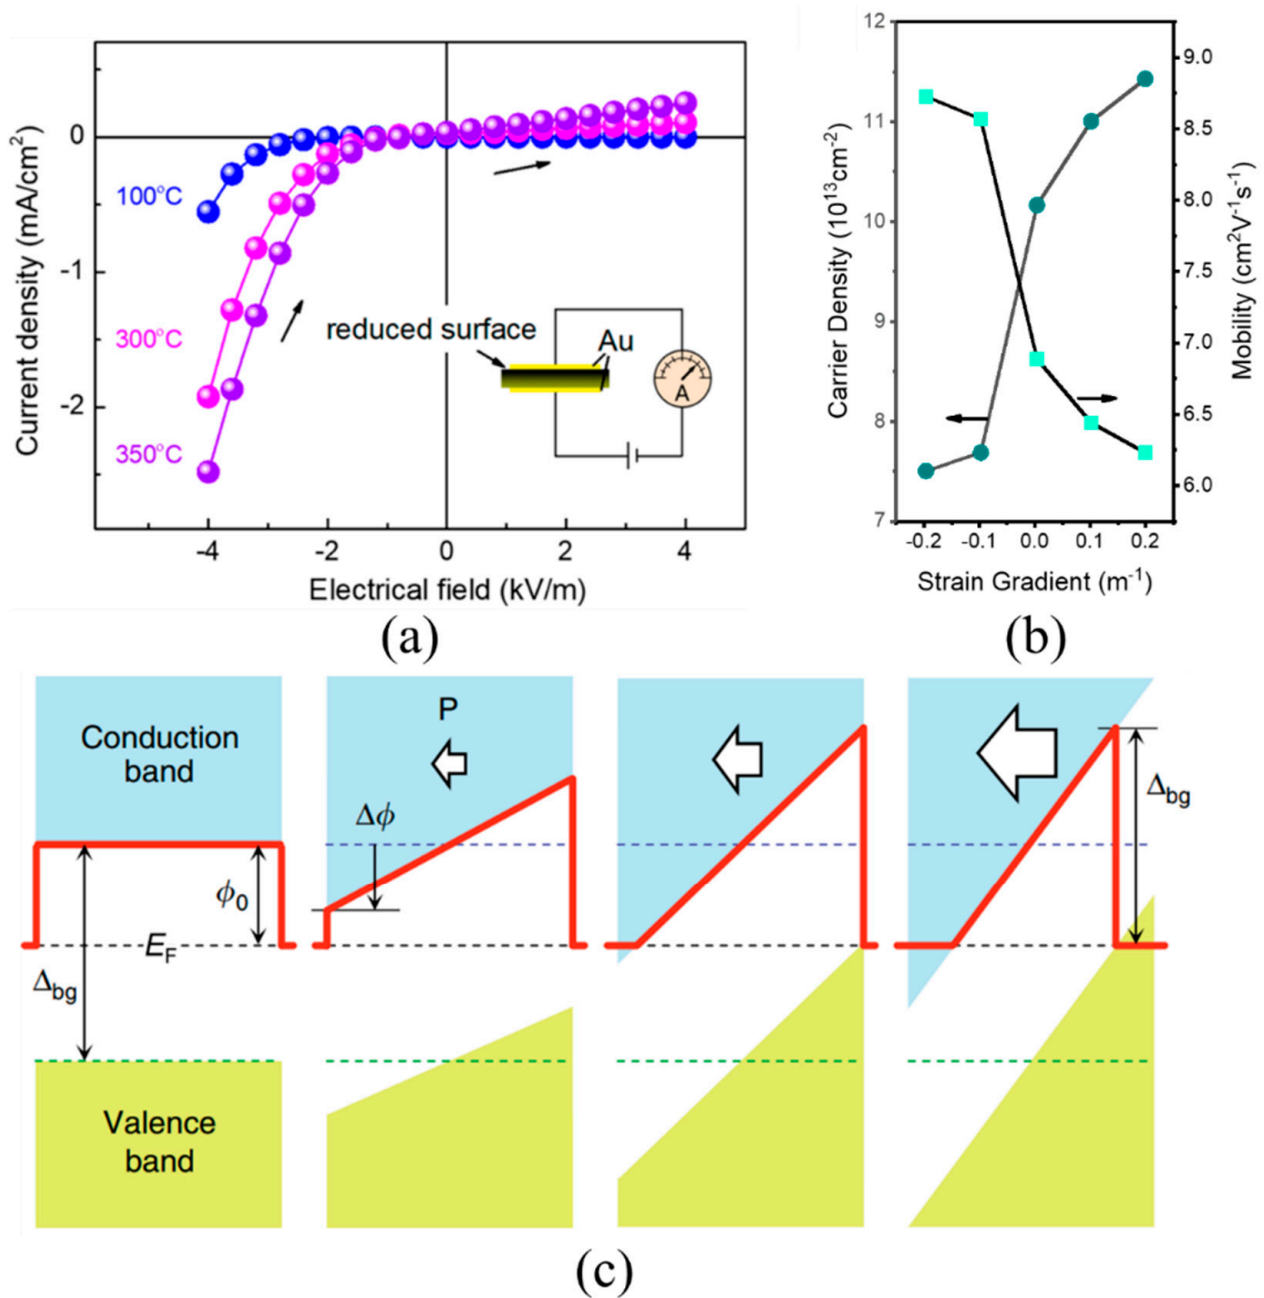 Current density (mA/cm²)
0
-1
-2
100°C
300°C
350°C
reduced surface
Au
A
-4
-2
0
2
4
Electrical field (kV/m)
(a)
Carrier Density (10¹³cm⁻²)
12
11
10
9
8
7
9.0
8.5
8.0
7.5
7.0
6.5
6.0
Mobility (cm²V⁻¹s⁻¹)
-0.2
-0.1
0.0
0.1
0.2
Strain Gradient (m⁻¹)
(b)
Conduction
band
ϕ₀
E_F
Δ_bg
Valence
band
P
Δϕ
Δ_bg
(c)